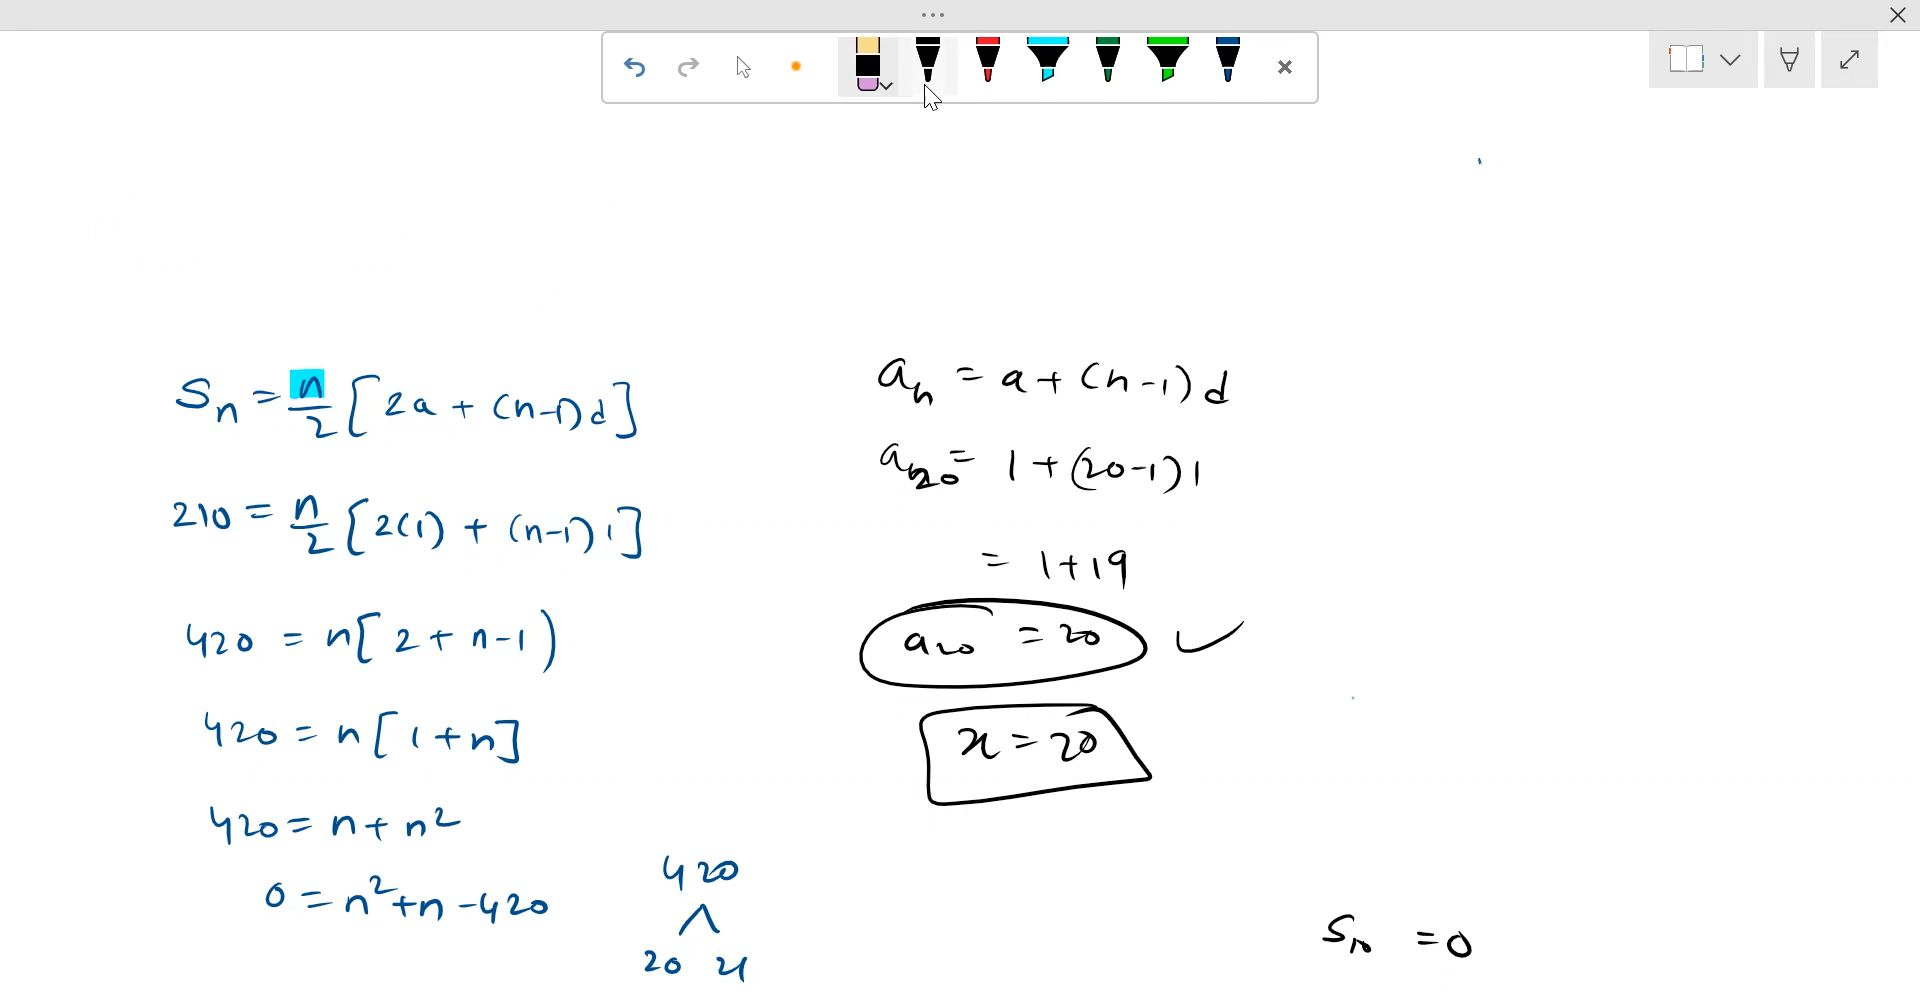 Sn = n/2 [2a + (n-1)d]
210 = n/2 [2(1) + (n-1)1]
420 = n[2 + n-1)
420 = n[1+n]
420 = n + n²
0 = n² + n - 420
420
20 21
an = a + (n-1)d
a20 = 1 + (20-1)1
= 1+19
a20 = 20
x = 20
S10 = 0